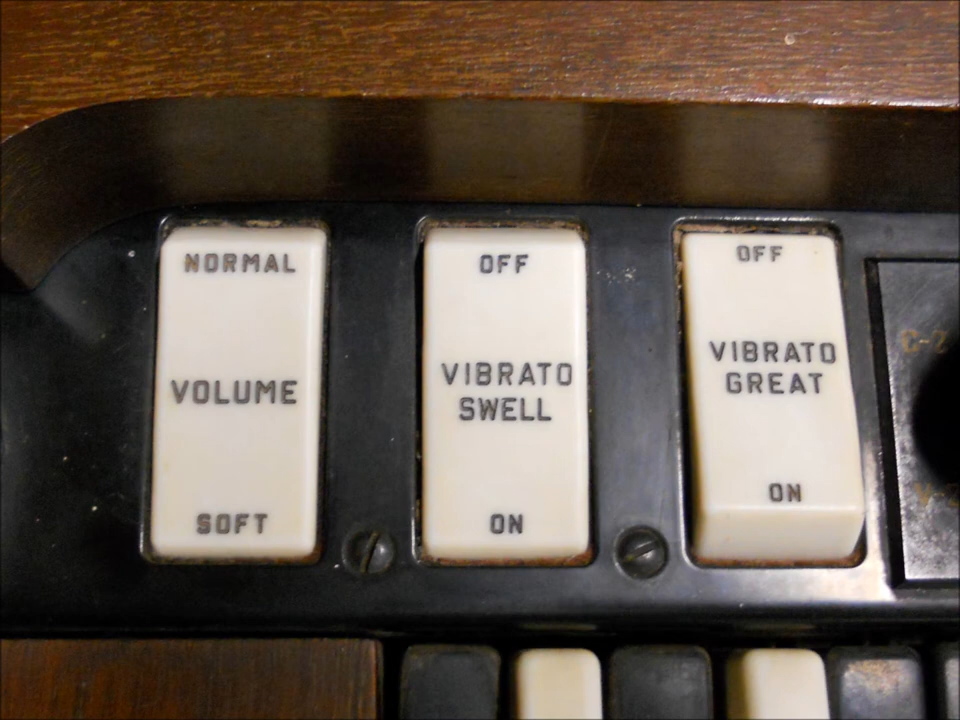 NORMAL
VOLUME
SOFT
OFF
VIBRATO
SWELL
ON
OFF
VIBRATO
GREAT
ON